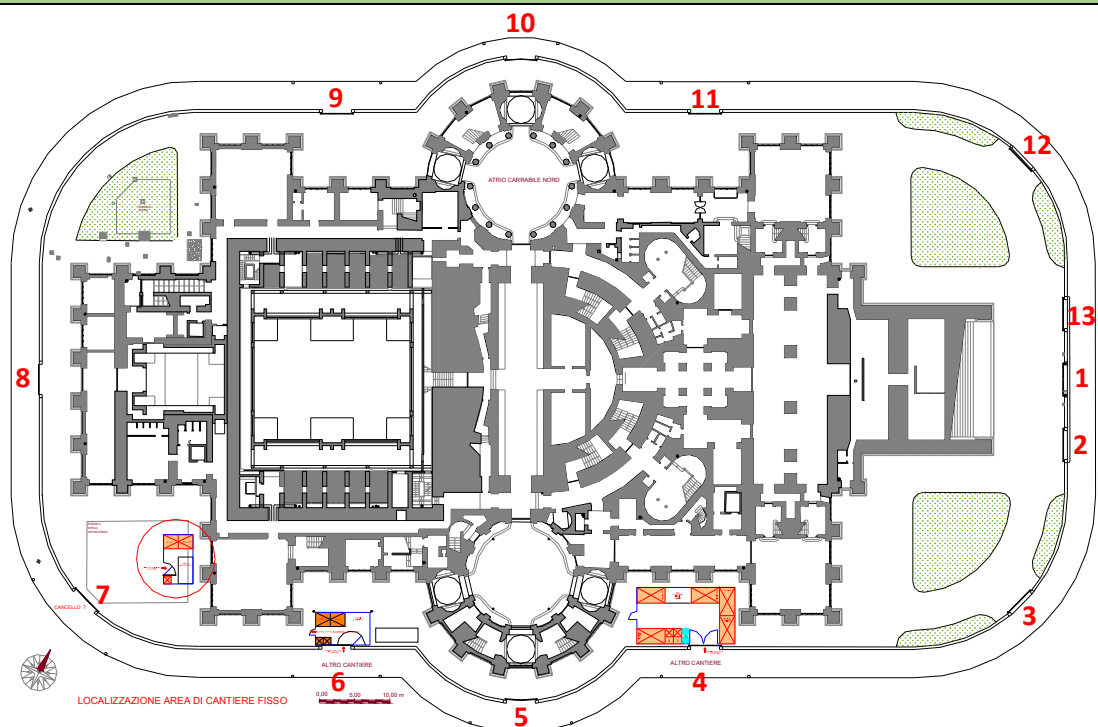 10
9
11
12
ATRIO CARRABILE NORD
13
8
1
2
7
CANCELLO 7
3
ALTRO CANTIERE
ALTRO CANTIERE
6
4
LOCALIZZAZIONE AREA DI CANTIERE FISSO
0,00 5,00 10,00 m
5